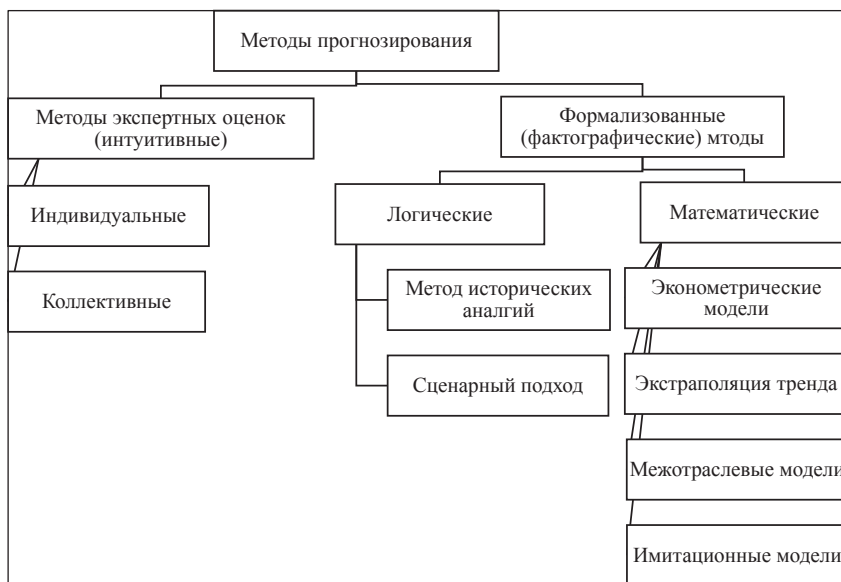 Методы прогнозирования
Методы экспертных оценок
(интуитивные)
Формализованные
(фактографические) мтоды
Индивидуальные
Логические
Математические
Коллективные
Метод исторических
аналгий
Эконометрические
модели
Сценарный подход
Экстраполяция тренда
Межотраслевые модели
Имитационные модели